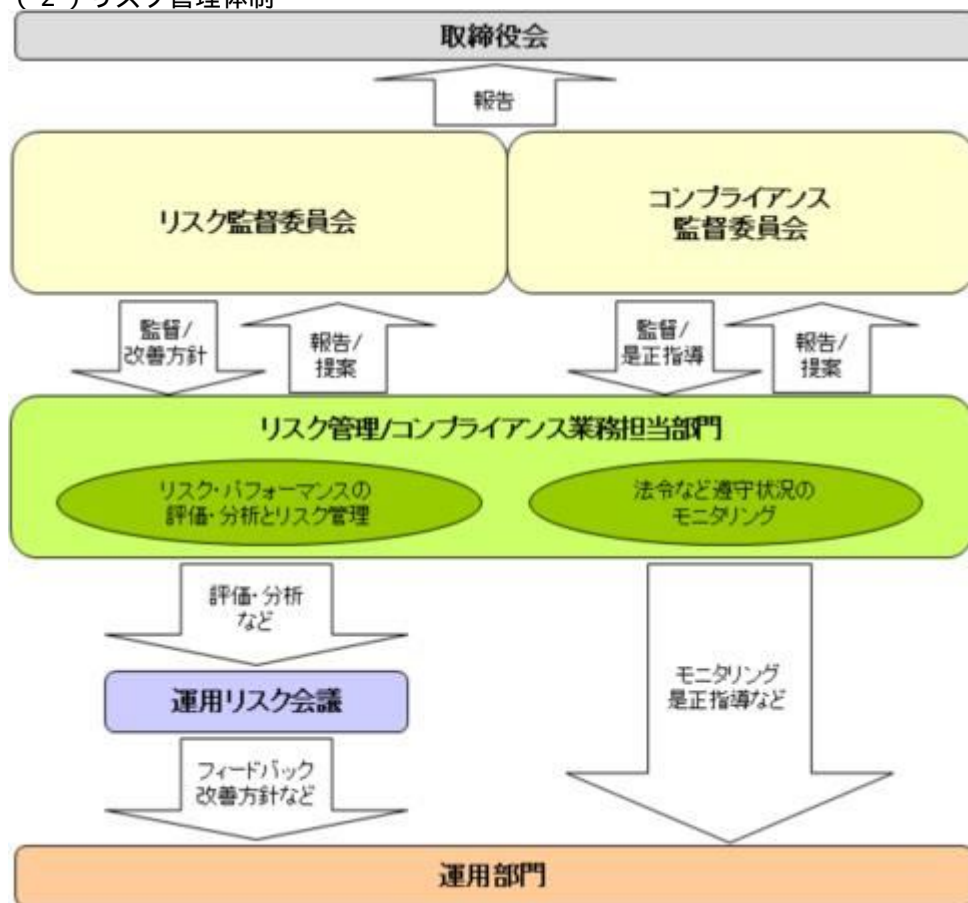 (2)リスク管理体制
取締役会
報告
リスク監督委員会
コンプライアンス
監督委員会
監督/
改善方針
報告/
提案
監督/
是正指導
報告/
提案
リスク管理/コンプライアンス業務担当部門
リスク・パフォーマンスの
評価・分析とリスク管理
法令など遵守状況の
モニタリング
評価・分析
など
運用リスク会議
モニタリング
是正指導など
フィードバック
改善方針など
運用部門